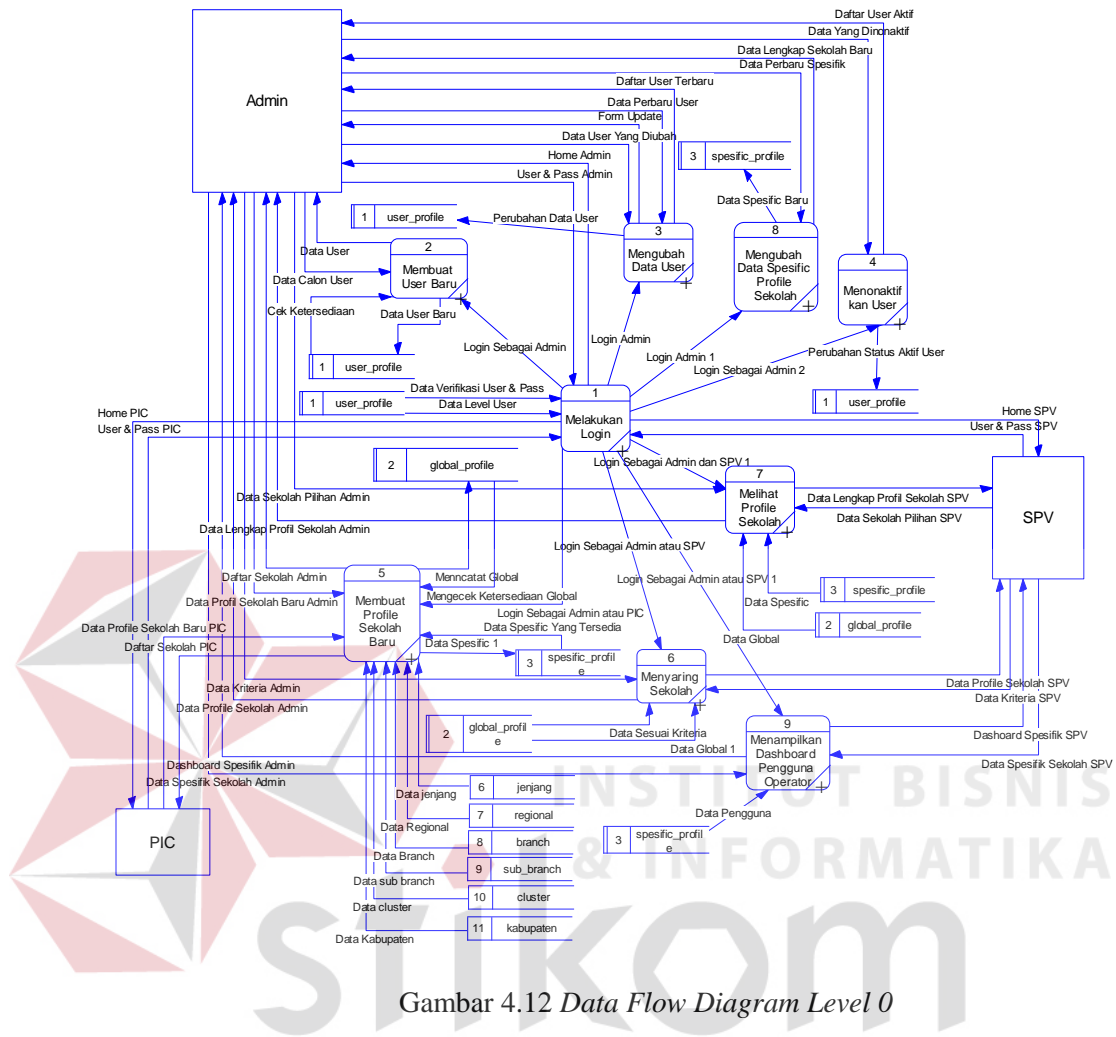 Daftar User Aktif
Data Yang Dinonaktif
Data Lengkap Sekolah Baru
Data Perbaru Spesifik
Admin
Daftar User Terbaru
Data Perbaru User
Form Update
Data User Yang Diubah
Home Admin
User & Pass Admin
3 spesific_profile
Data Spesific Baru
1 user_profile
Perubahan Data User
3
Mengubah
Data User
8
Mengubah
Data Spesific
Profile
Sekolah
2
Membuat
User Baru
4
Menonaktif
kan User
Data User
Data Calon User
Cek Ketersediaan
Data User Baru
1 user_profile
Login Sebagai Admin
Login Admin
Login Admin 1
Login Sebagai Admin 2
Perubahan Status Aktif User
1 user_profile
Data Verifikasi User & Pass
1 user_profile
Data Level User
1
Melakukan
Login
Home PIC
User & Pass PIC
Home SPV
User & Pass SPV
2 global_profile
Login Sebagai Admin dan SPV 1
7
Melihat
Profile
Sekolah
Data Sekolah Pilihan Admin
Data Lengkap Profil Sekolah Admin
Data Lengkap Profil Sekolah SPV
Data Sekolah Pilihan SPV
SPV
Login Sebagai Admin atau SPV
Login Sebagai Admin atau SPV 1
Daftar Sekolah Admin
Data Profil Sekolah Baru Admin
5
Membuat
Profile
Sekolah
Baru
Menncatat Global
Mengecek Ketersediaan Global
Login Sebagai Admin atau PIC
Data Spesific Yang Tersedia
Data Spesific 1
3 spesific_profil
e
Data Spesific
3 spesific_profile
2 global_profile
Data Global
Data Profile Sekolah Baru PIC
Daftar Sekolah PIC
6
Menyaring
Sekolah
Data Kriteria Admin
Data Profile Sekolah Admin
Data Profile Sekolah SPV
Data Kriteria SPV
2 global_profil
e
Data Sesuai Kriteria
Data Global 1
9
Menampilkan
Dashboard
Pengguna
Operator
Dashoard Spesifik SPV
Data Spesifik Sekolah SPV
Dashboard Spesifik Admin
Data Spesifik Sekolah Admin
Data jenjang
6 jenjang
Data Regional
7 regional
Data Branch
8 branch
Data sub branch
9 sub_branch
Data cluster
10 cluster
Data Kabupaten
11 kabupaten
Data Pengguna
3 spesific_profil
e
PIC
INSTITUT BISNIS
& INFORMATIKA
stikom
Gambar 4.12 Data Flow Diagram Level 0